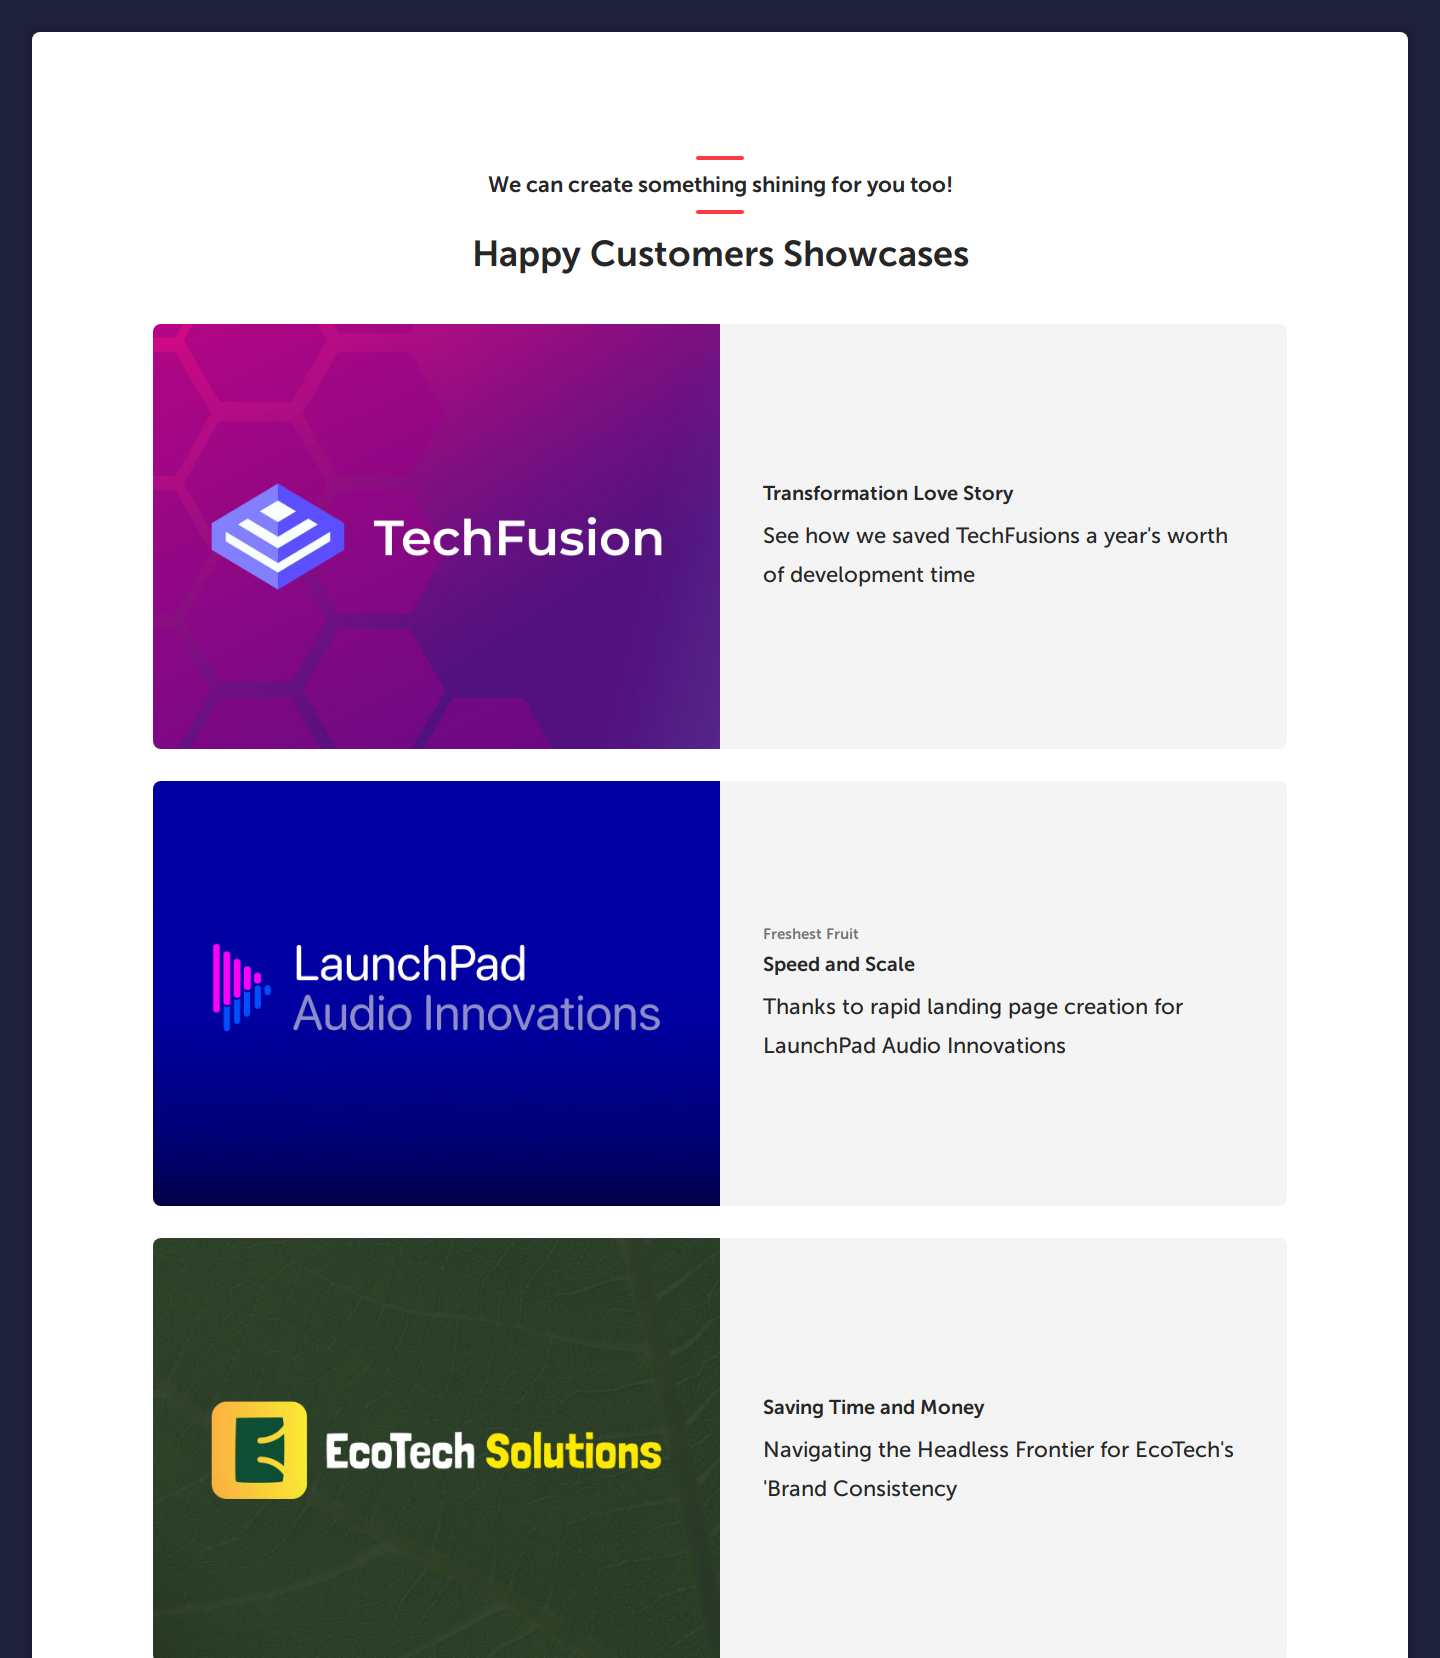 We can create something shining for you too!
Happy Customers Showcases
TechFusion
Transformation Love Story
See how we saved TechFusions a year's worth
of development time
LaunchPad
Audio Innovations
Freshest Fruit
Speed and Scale
Thanks to rapid landing page creation for
LaunchPad Audio Innovations
EcoTech Solutions
Saving Time and Money
Navigating the Headless Frontier for EcoTech's
'Brand Consistency